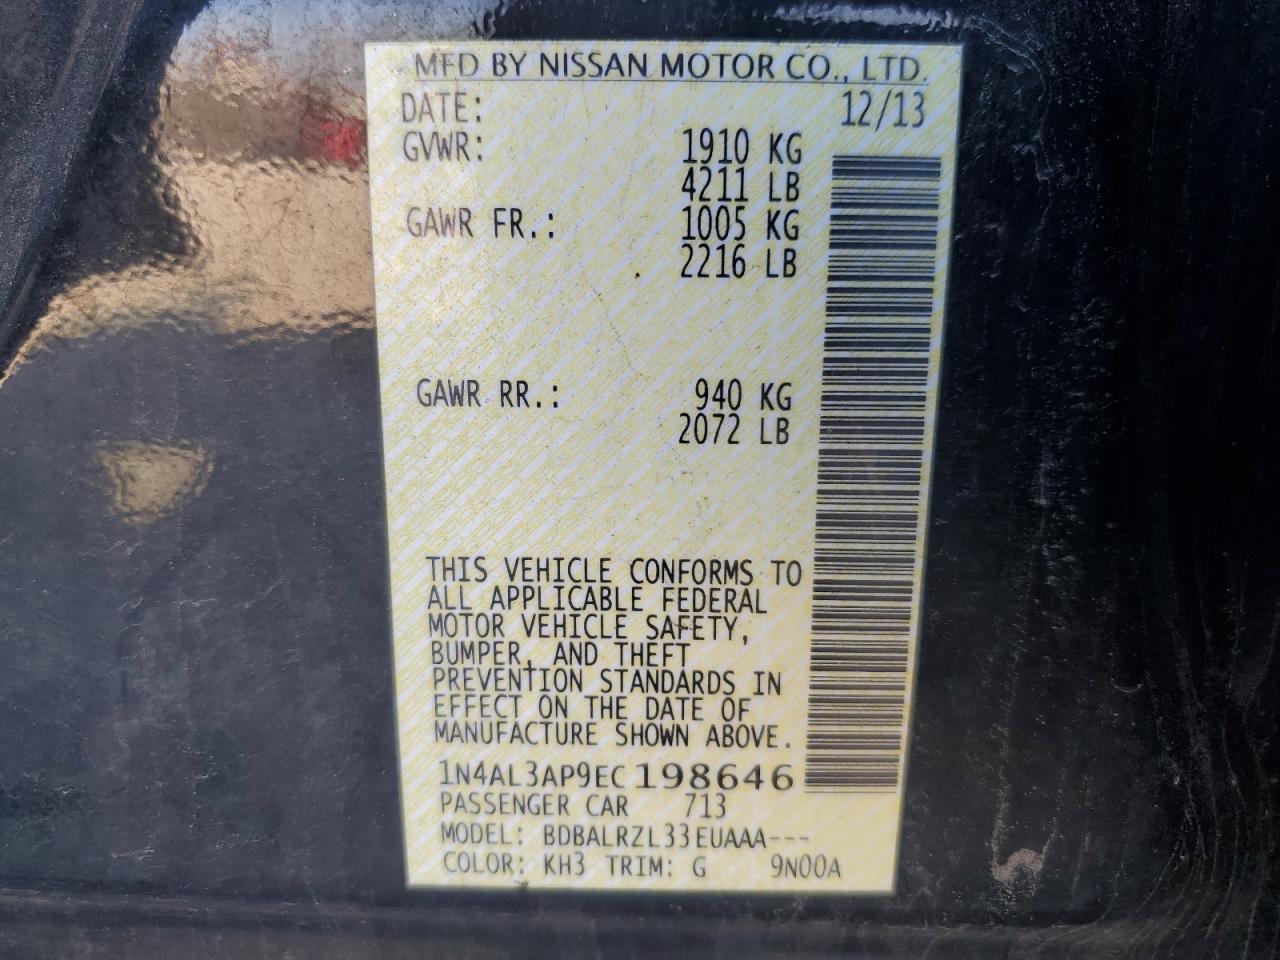 MFD BY NISSAN MOTOR CO., LTD.
DATE: 12/13
GVWR: 1910 KG
4211 LB
GAWR FR.: 1005 KG
2216 LB
GAWR RR.: 940 KG
2072 LB
THIS VEHICLE CONFORMS TO
ALL APPLICABLE FEDERAL
MOTOR VEHICLE SAFETY,
BUMPER, AND THEFT
PREVENTION STANDARDS IN
EFFECT ON THE DATE OF
MANUFACTURE SHOWN ABOVE.
1N4AL3AP9EC198646
PASSENGER CAR 713
MODEL: BDBALRZL33EUAAA---
COLOR: KH3 TRIM: G 9N00A